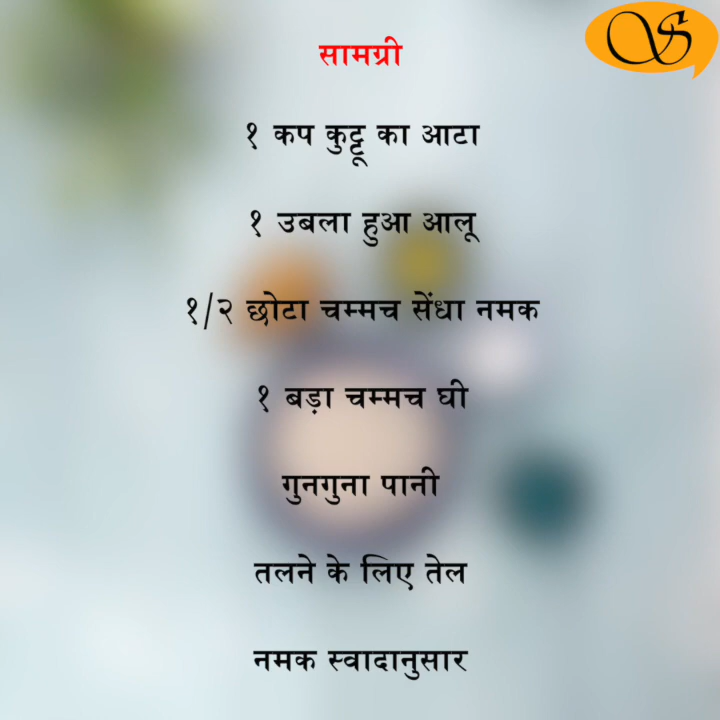 सामग्री
१ कप कुट्टू का आटा
१ उबला हुआ आलू
१/२ छोटा चम्मच सेंधा नमक
१ बड़ा चम्मच घी
गुनगुना पानी
तलने के लिए तेल
नमक स्वादानुसार